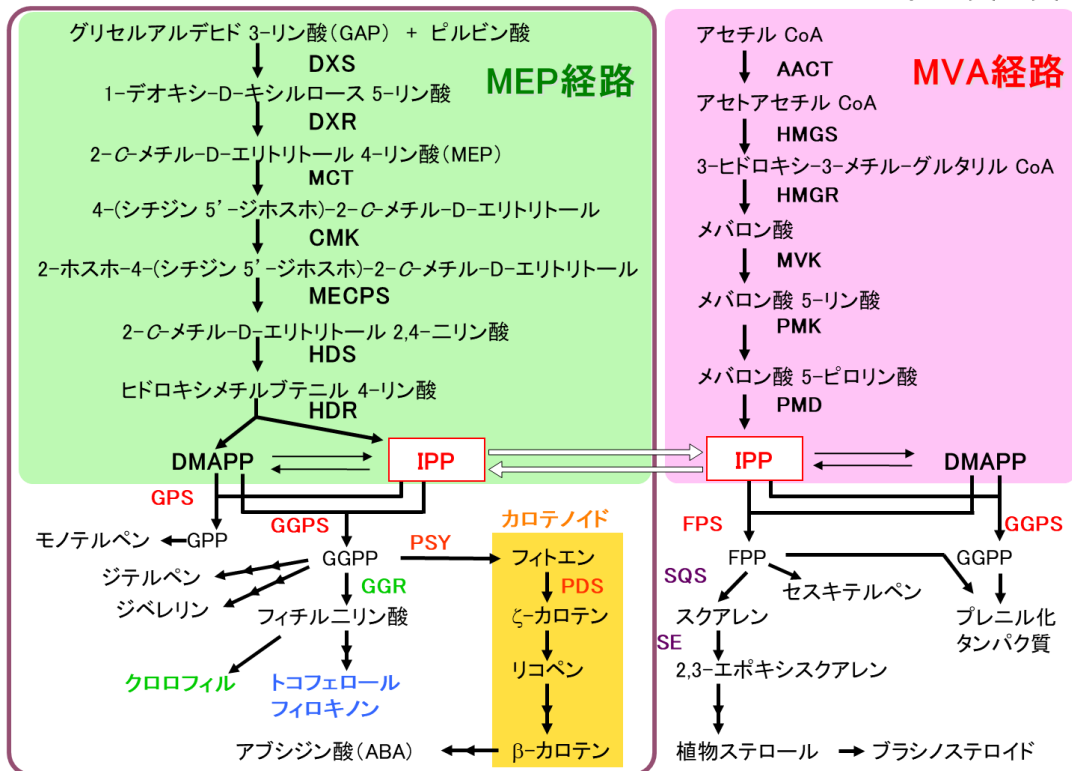 グリセルアルデヒド 3-リン酸(GAP) + ピルビン酸
DXS
MEP経路
1-デオキシ-D-キシルロース 5-リン酸
DXR
2-C-メチル-D-エリトリトール 4-リン酸(MEP)
MCT
4-(シチジン 5'-ジホスホ)-2-C-メチル-D-エリトリトール
CMK
2-ホスホ-4-(シチジン 5'-ジホスホ)-2-C-メチル-D-エリトリトール
MECPS
2-C-メチル-D-エリトリトール 2,4-ニリン酸
HDS
ヒドロキシメチルブテニル 4-リン酸
HDR
DMAPP
IPP
アセチル CoA
AACT
MVA経路
アセトアセチル CoA
HMGS
3-ヒドロキシ-3-メチル-グルタリル CoA
HMGR
メバロン酸
MVK
メバロン酸 5-リン酸
PMK
メバロン酸 5-ピロリン酸
PMD
IPP
DMAPP
GPS
GGPS
モノテルペン
GPP
GGPP
PSY
ジテルペン
ジベレリン
GGR
フィチルニリン酸
クロロフィル
トコフェロール
フィロキノン
カロテノイド
フィトエン
PDS
ζ-カロテン
リコペン
β-カロテン
アブシジン酸(ABA)
FPS
GGPS
FPP
GGPP
SQS
セスキテルペン
スクアレン
プレニル化
タンパク質
SE
2,3-エポキシスクアレン
植物ステロール
ブラシノステロイド